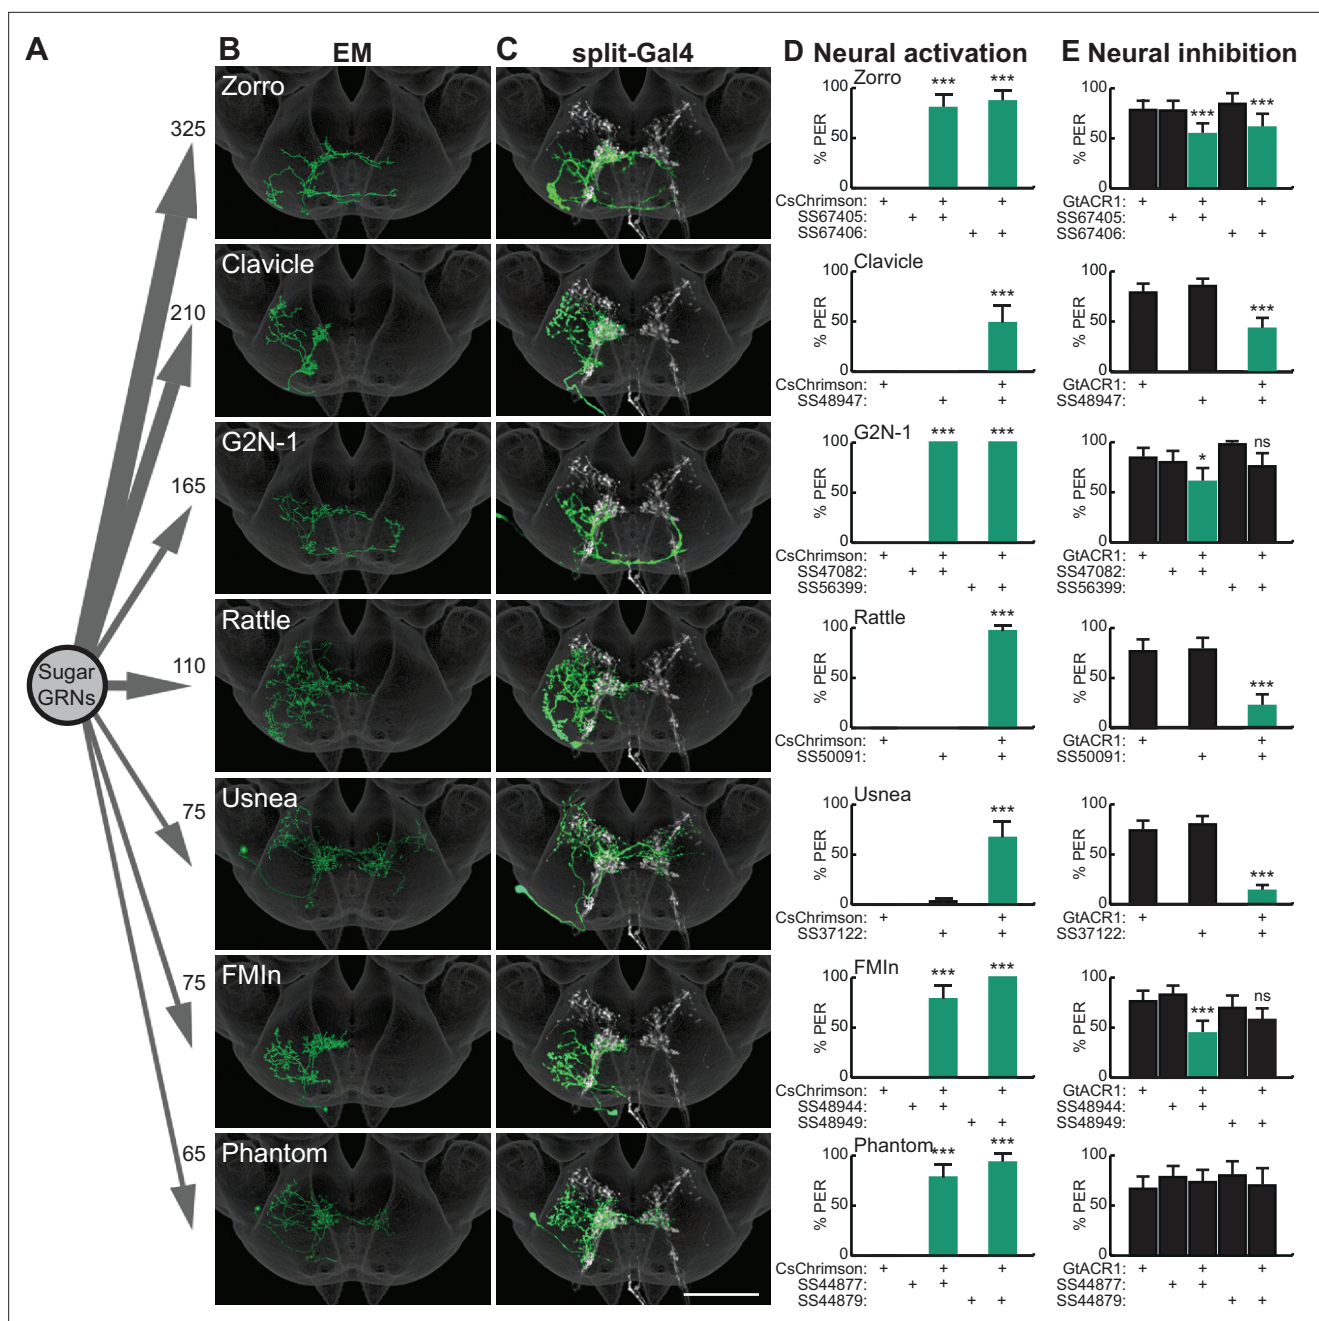 A B EM C split-Gal4 D Neural activation E Neural inhibition
Sugar
GRNs
325
210
165
110
75
75
65
Zorro
Zorro
% PER
100
50
0
*** ***
CsChrimson: + + +
SS67405: + +
SS67406: + +
% PER
100
50
0
*** ***
GtACR1: + + +
SS67405: + +
SS67406: + +
Clavicle
Clavicle
% PER
100
50
0
***
CsChrimson: + +
SS48947: + +
% PER
100
50
0
***
GtACR1: + +
SS48947: + +
G2N-1
G2N-1
% PER
100
50
0
*** ***
CsChrimson: + + +
SS47082: + +
SS56399: + +
% PER
100
50
0
* ns
GtACR1: + + +
SS47082: + +
SS56399: + +
Rattle
Rattle
% PER
100
50
0
***
CsChrimson: + +
SS50091: + +
% PER
100
50
0
***
GtACR1: + +
SS50091: + +
Usnea
Usnea
% PER
100
50
0
***
CsChrimson: + +
SS37122: + +
% PER
100
50
0
***
GtACR1: + +
SS37122: + +
FMIn
FMIn
% PER
100
50
0
*** ***
CsChrimson: + + +
SS48944: + +
SS48949: + +
% PER
100
50
0
*** ns
GtACR1: + + +
SS48944: + +
SS48949: + +
Phantom
Phantom
% PER
100
50
0
*** ***
CsChrimson: + + +
SS44877: + +
SS44879: + +
% PER
100
50
0
GtACR1: + + +
SS44877: + +
SS44879: + +